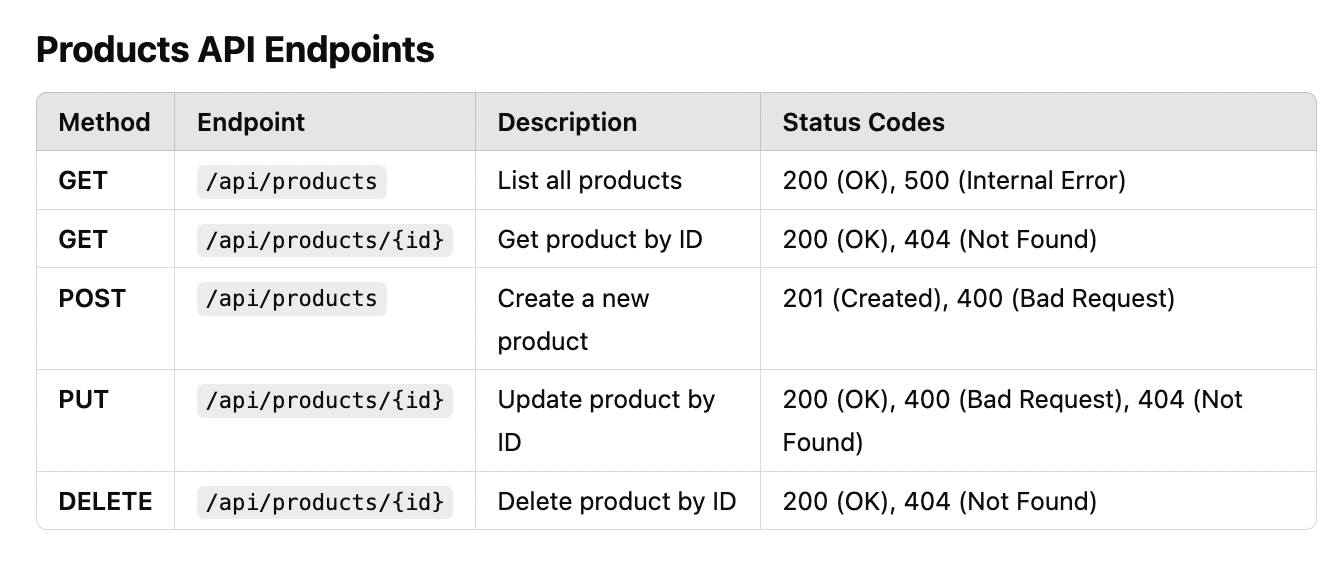 Products API Endpoints
Method Endpoint Description Status Codes
GET /api/products List all products 200 (OK), 500 (Internal Error)
GET /api/products/{id} Get product by ID 200 (OK), 404 (Not Found)
POST /api/products Create a new 201 (Created), 400 (Bad Request)
product
PUT /api/products/{id} Update product by 200 (OK), 400 (Bad Request), 404 (Not
ID Found)
DELETE /api/products/{id} Delete product by ID 200 (OK), 404 (Not Found)